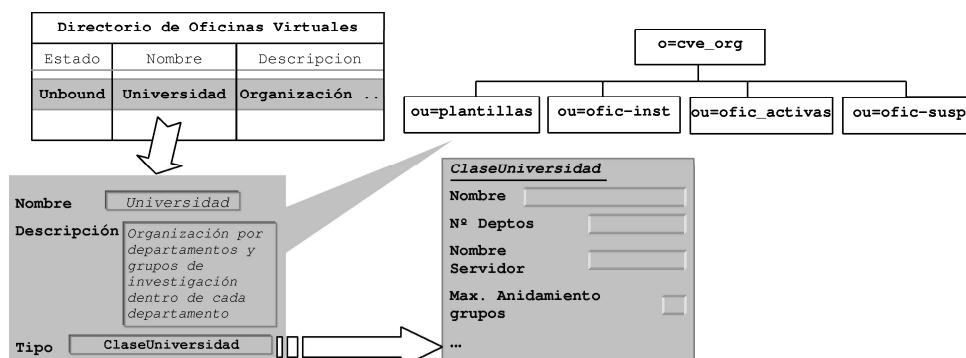 Directorio de Oficinas Virtuales
Estado Nombre Descripcion
Unbound Universidad Organización ..
o=cve_org
ou=plantillas ou=ofic-inst ou=ofic_activas ou=ofic-susp
Nombre Universidad
Descripción Organización por
departamentos y
grupos de
investigación
dentro de cada
departamento
Tipo ClaseUniversidad
ClaseUniversidad
Nombre
Nº Deptos
Nombre
Servidor
Max. Anidamiento
grupos
…